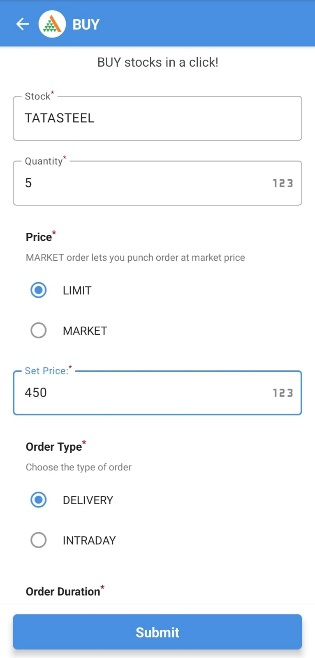 BUY
BUY stocks in a click!
Stock*
TATASTEEL
Quantity*
5 123
Price*
MARKET order lets you punch order at market price
LIMIT
MARKET
Set Price:*
450 123
Order Type*
Choose the type of order
DELIVERY
INTRADAY
Order Duration*
Submit